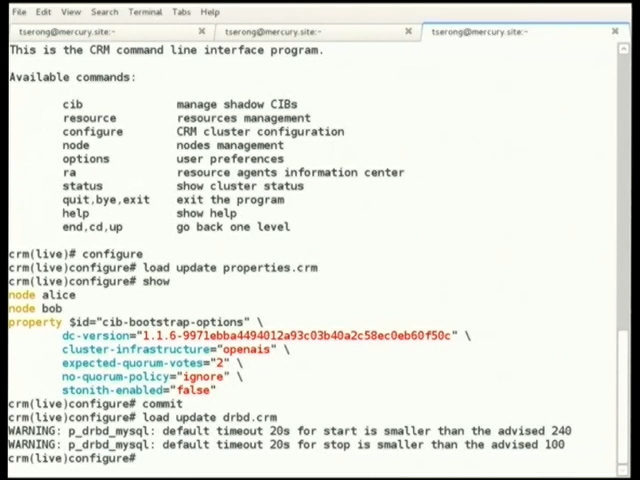 File Edit View Search Terminal Tabs Help
tserong@mercury.site:~ tserong@mercury.site:~ tserong@mercury.site:~
This is the CRM command line interface program.
Available commands:
cib manage shadow CIBs
resource resources management
configure CRM cluster configuration
node nodes management
options user preferences
ra resource agents information center
status show cluster status
quit,bye,exit exit the program
help show help
end,cd,up go back one level
crm(live)# configure
crm(live)configure# load update properties.crm
crm(live)configure# show
node alice
node bob
property $id="cib-bootstrap-options" \
dc-version="1.1.6-9971ebba4494012a93c03b40a2c58ec0eb60f50c" \
cluster-infrastructure="openais" \
expected-quorum-votes="2" \
no-quorum-policy="ignore" \
stonith-enabled="false"
crm(live)configure# commit
crm(live)configure# load update drbd.crm
WARNING: p_drbd_mysql: default timeout 20s for start is smaller than the advised 240
WARNING: p_drbd_mysql: default timeout 20s for stop is smaller than the advised 100
crm(live)configure#